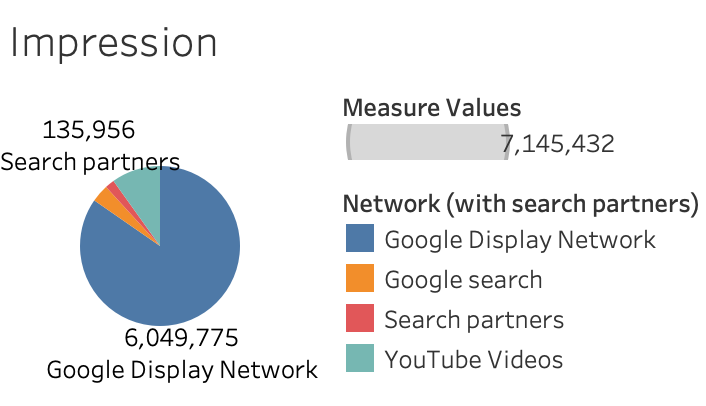 Impression
135,956
Search partners
6,049,775
Google Display Network
Measure Values
7,145,432
Network (with search partners)
Google Display Network
Google search
Search partners
YouTube Videos